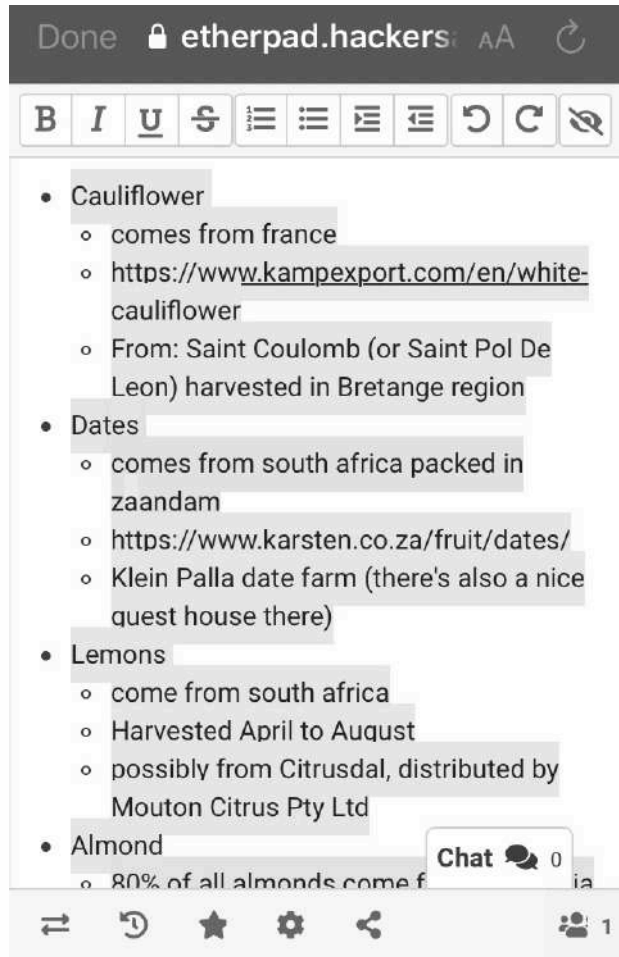 Done etherpad.hackers AA
B I U S
Cauliflower
comes from france
https://www.kampexport.com/en/white-
cauliflower
From: Saint Coulomb (or Saint Pol De
Leon) harvested in Bretange region
Dates
comes from south africa packed in
zaandam
https://www.karsten.co.za/fruit/dates/
Klein Palla date farm (there's also a nice
guest house there)
Lemons
come from south africa
Harvested April to August
possibly from Citrusdal, distributed by
Mouton Citrus Pty Ltd
Almond
Chat 0
80% of all almonds come f ia
1